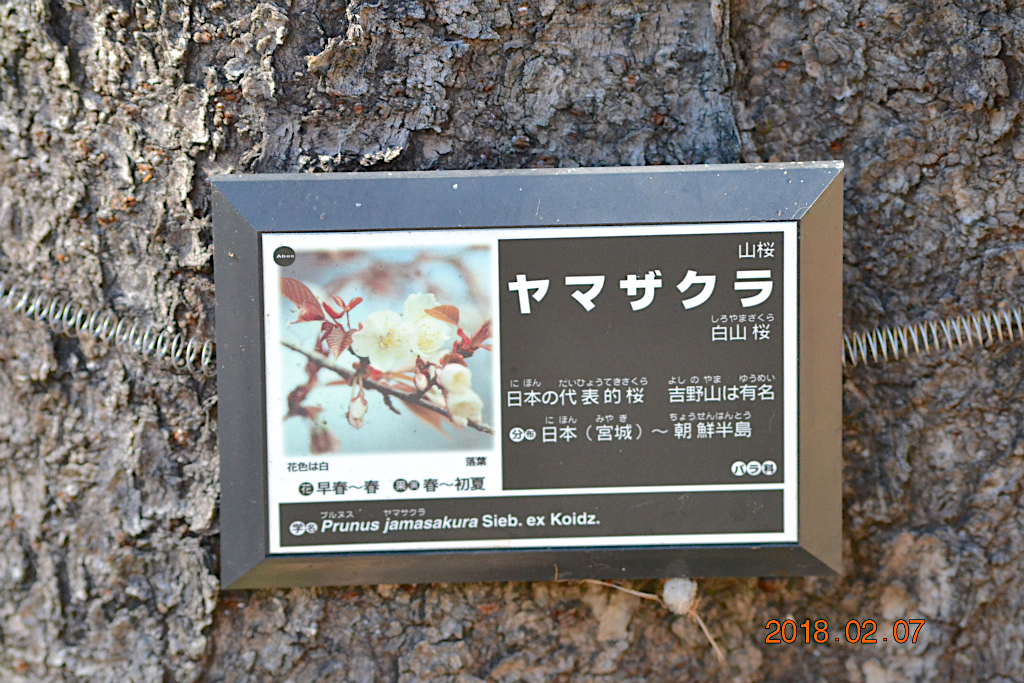 Aboc
山桜
ヤマザクラ
しろやまざくら
白山桜
にほん だいひょうてきさくら よしのやま ゆうめい
日本の代表的桜 吉野山は有名
にほん みやぎ ちょうせんはんとう
分布 日本（宮城）～朝鮮半島
バラ科
花色は白 落葉
花 早春～春 果実 春～初夏
プルヌス ヤマサクラ
学名 Prunus jamasakura Sieb. ex Koidz.
2018.02.07